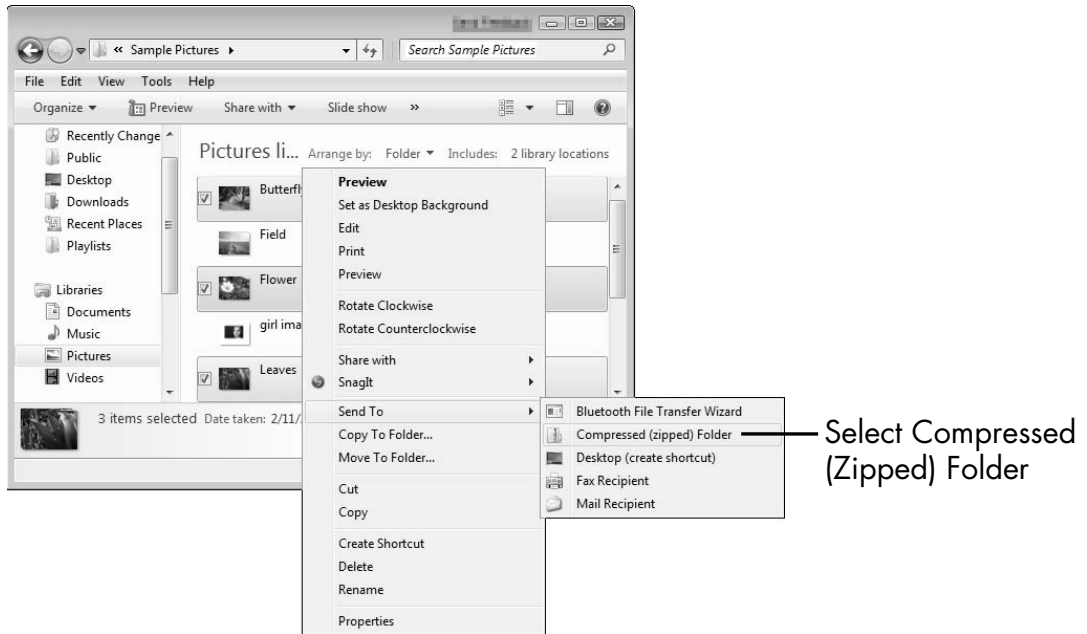 « Sample Pictures
Search Sample Pictures
File Edit View Tools Help
Organize Preview Share with Slide show »
Recently Change
Public
Desktop
Downloads
Recent Places
Playlists
Libraries
Documents
Music
Pictures
Videos
Pictures li... Arrange by: Folder Includes: 2 library locations
Butterfl
Field
Flower
girl ima
Leaves
3 items selected Date taken: 2/11/
Preview
Set as Desktop Background
Edit
Print
Preview
Rotate Clockwise
Rotate Counterclockwise
Share with
SnagIt
Send To
Copy To Folder...
Move To Folder...
Cut
Copy
Create Shortcut
Delete
Rename
Properties
Bluetooth File Transfer Wizard
Compressed (zipped) Folder
Desktop (create shortcut)
Fax Recipient
Mail Recipient
Select Compressed
(Zipped) Folder